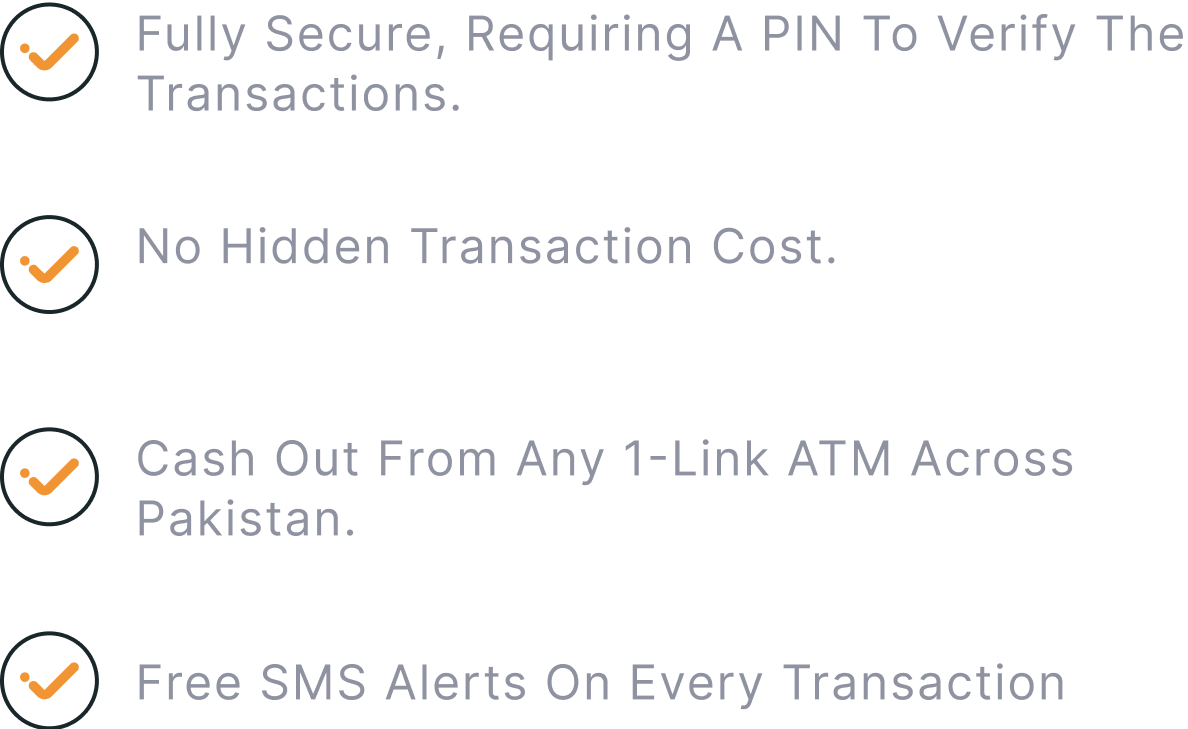 Fully Secure, Requiring A PIN To Verify The
Transactions.
No Hidden Transaction Cost.
Cash Out From Any 1-Link ATM Across
Pakistan.
Free SMS Alerts On Every Transaction